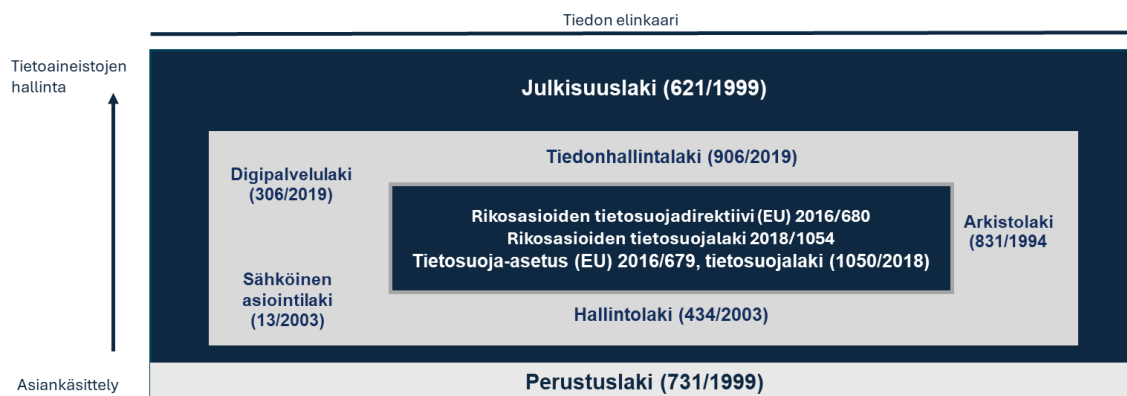 Tiedon elinkaari
Tietoaineistojen
hallinta
Julkisuuslaki (621/1999)
Tiedonhallintalaki (906/2019)
Digipalvelulaki
(306/2019)
Rikosasioiden tietosuojadirektiivi (EU) 2016/680
Rikosasioiden tietosuojalaki 2018/1054
Tietosuoja-asetus (EU) 2016/679, tietosuojalaki (1050/2018)
Arkistolaki
(831/1994
Sähköinen
asiointilaki
(13/2003)
Hallintolaki (434/2003)
Asiankäsittely
Perustuslaki (731/1999)